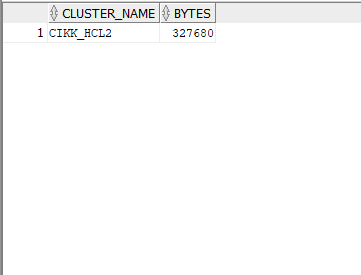 CLUSTER_NAME BYTES
1 CIKK_HCL2 327680